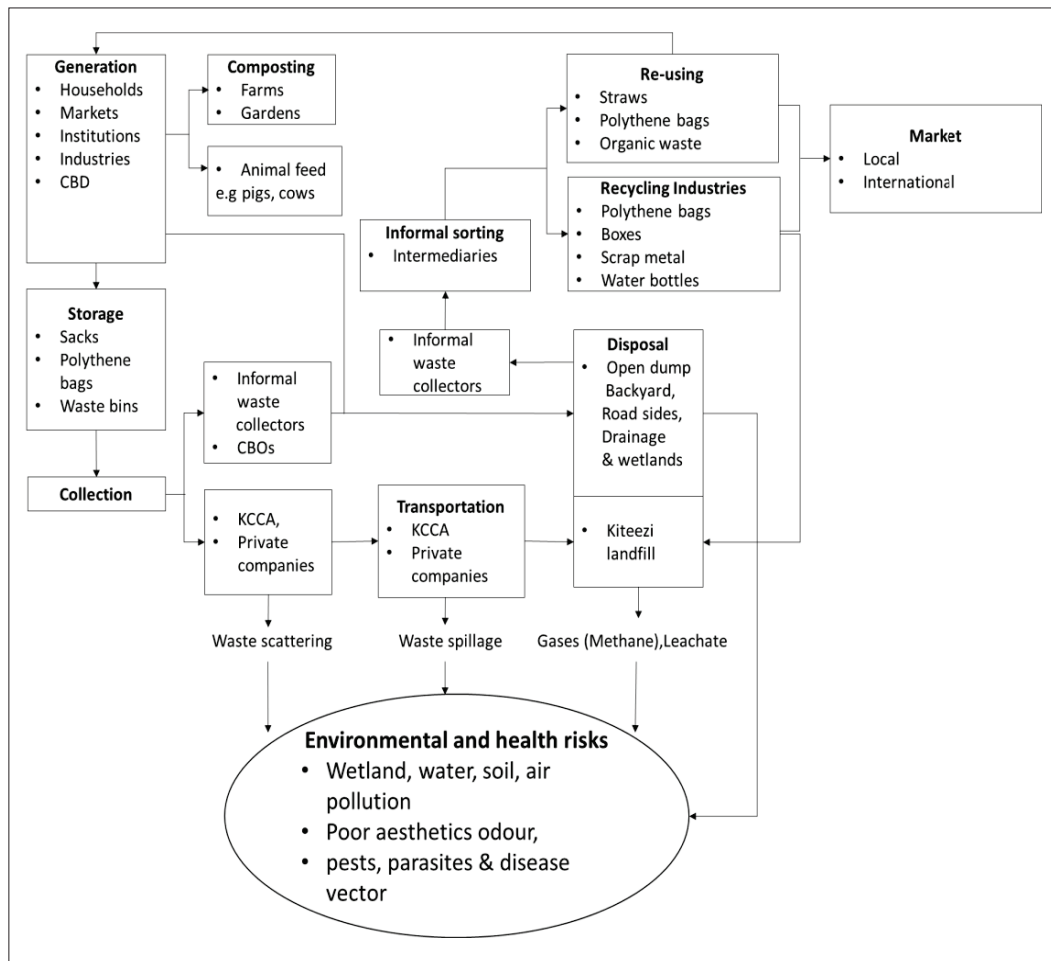 Generation
• Households
• Markets
• Institutions
• Industries
• CBD
Composting
• Farms
• Gardens
• Animal feed
e.g pigs, cows
Re-using
• Straws
• Polythene bags
• Organic waste
Market
• Local
• International
Recycling Industries
• Polythene bags
• Boxes
• Scrap metal
• Water bottles
Informal sorting
• Intermediaries
Storage
• Sacks
• Polythene
bags
• Waste bins
• Informal
waste
collectors
Disposal
• Open dump
Backyard,
Road sides,
Drainage
& wetlands
• Informal
waste
collectors
• CBOs
Collection
• KCCA,
• Private
companies
Transportation
• KCCA
• Private
companies
• Kiteezi
landfill
Waste scattering
Waste spillage
Gases (Methane),Leachate
Environmental and health risks
• Wetland, water, soil, air
pollution
• Poor aesthetics odour,
• pests, parasites & disease
vector